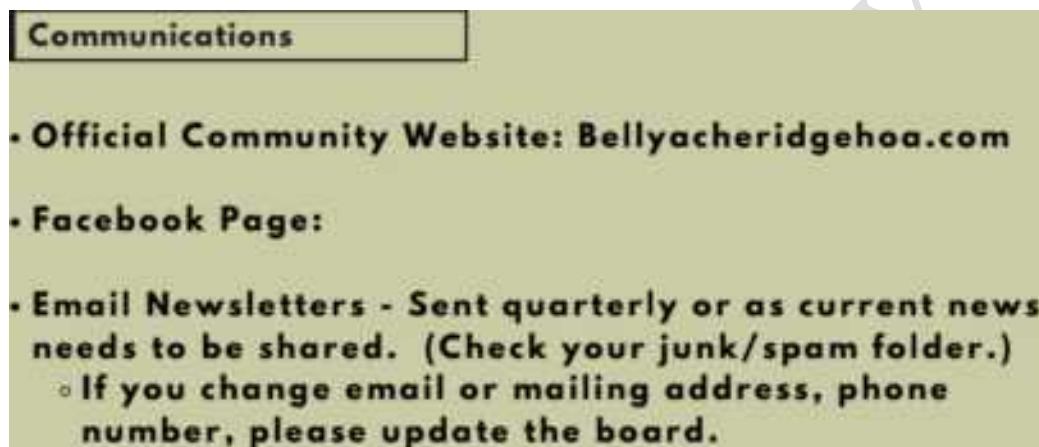 Communications
• Official Community Website: Bellyacheridgehoa.com
• Facebook Page:
• Email Newsletters - Sent quarterly or as current news
needs to be shared. (Check your junk/spam folder.)
◦ If you change email or mailing address, phone
number, please update the board.